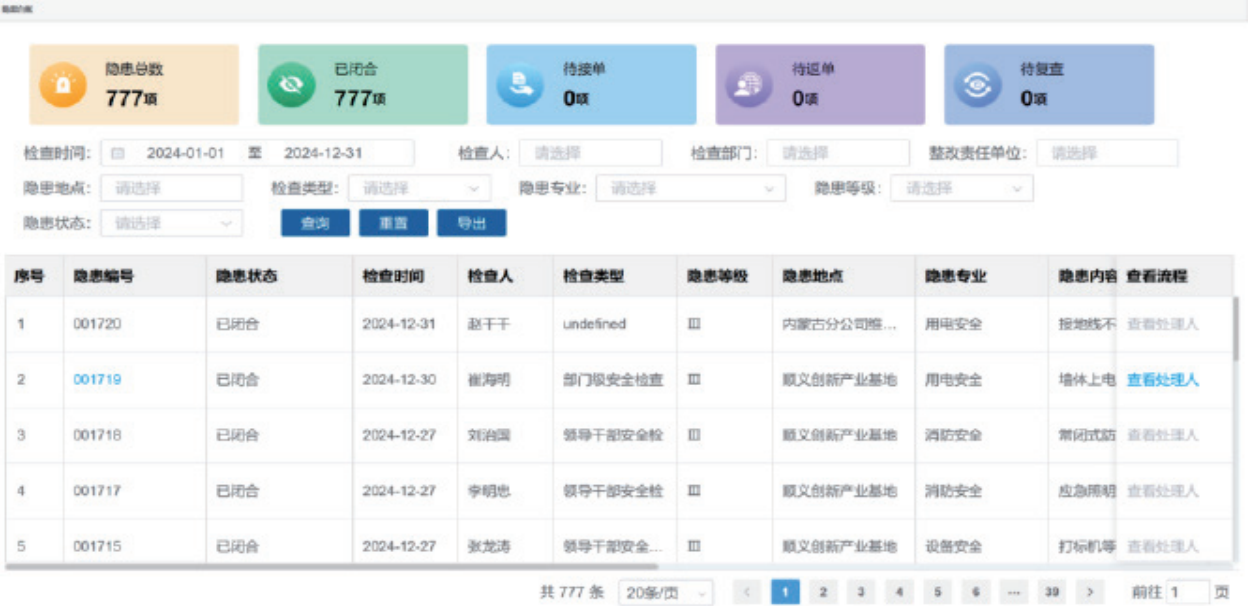 隐患总数
777项
已闭合
777项
待接单
0项
待返单
0项
待复查
0项
检查时间： 2024-01-01 至 2024-12-31 检查人： 请选择 检查部门： 请选择 整改责任单位： 请选择
隐患地点： 请选择 检查类型： 请选择 隐患专业： 请选择 隐患等级： 请选择
隐患状态： 请选择 查询 重置 导出
序号 隐患编号 隐患状态 检查时间 检查人 检查类型 隐患等级 隐患地点 隐患专业 隐患内容 查看流程
1 001720 已闭合 2024-12-31 赵干干 undefined Ⅲ 内蒙古分公司维... 用电安全 接地线不 查看处理人
2 001719 已闭合 2024-12-30 崔海明 部门级安全检查 Ⅲ 顺义创新产业基地 用电安全 墙体上电 查看处理人
3 001718 已闭合 2024-12-27 刘治国 领导干部安全检 Ⅲ 顺义创新产业基地 消防安全 常闭式防 查看处理人
4 001717 已闭合 2024-12-27 李明忠 领导干部安全检 Ⅲ 顺义创新产业基地 消防安全 应急照明 查看处理人
5 001715 已闭合 2024-12-27 张龙涛 领导干部安全... Ⅲ 顺义创新产业基地 设备安全 打标机等 查看处理人
共 777 条 20条/页 < 1 2 3 4 5 6 ... 39 > 前往 1 页